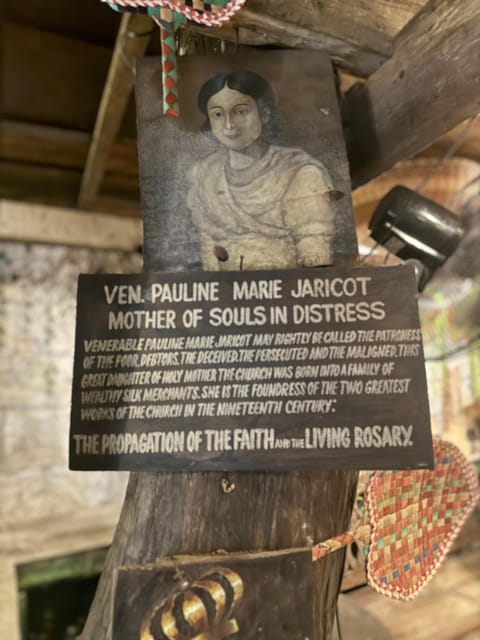 VEN. PAULINE MARIE JARICOT
MOTHER OF SOULS IN DISTRESS
VENERABLE PAULINE MARIE JARICOT MAY RIGHTLY BE CALLED THE PATRONESS
OF THE POOR, DEBTORS, THE DECEIVED, THE PERSECUTED AND THE MALIGNED. THIS
GREAT DAUGHTER OF HOLY MOTHER THE CHURCH WAS BORN INTO A FAMILY OF
WEALTHY SILK MERCHANTS. SHE IS THE FOUNDRESS OF THE TWO GREATEST
WORKS OF THE CHURCH IN THE NINETEENTH CENTURY:
THE PROPAGATION OF THE FAITH AND THE LIVING ROSARY.